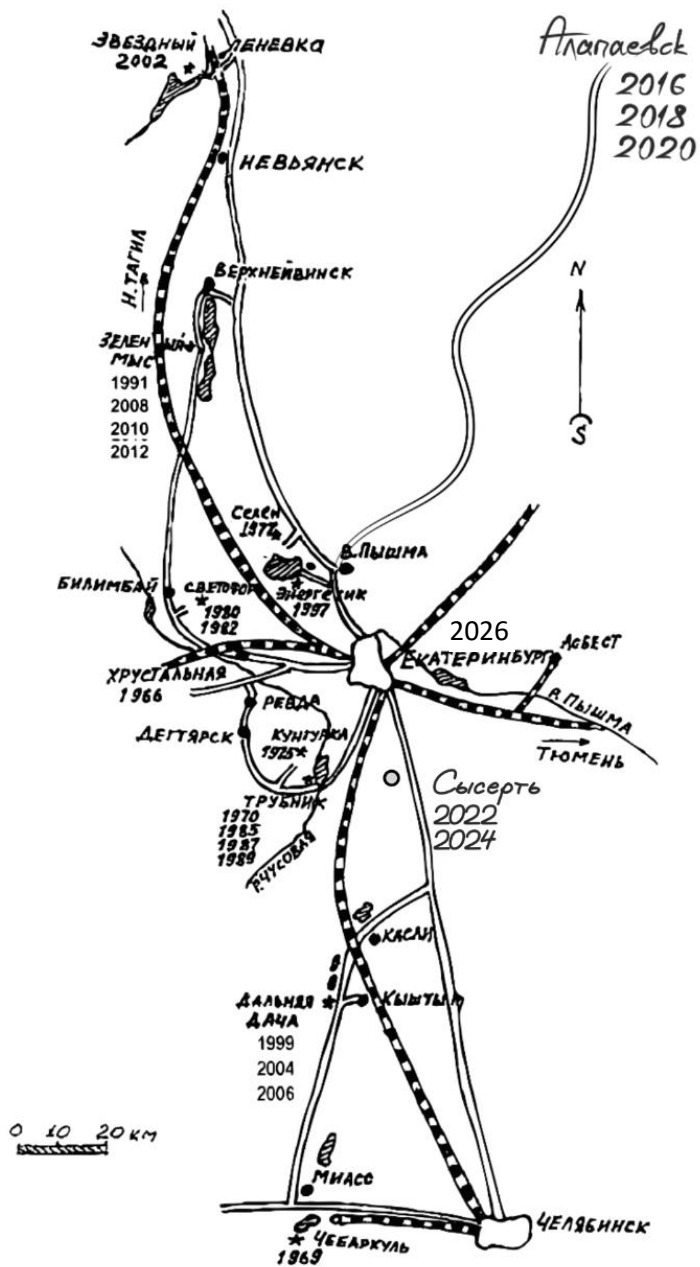 ЗВЕЗДНЫЙ
2002
ЛЕНЕВКА
Алапаевск
2016
2018
2020
НЕВЬЯНСК
Н.ТАГИЛ
ВЕРХНЕЙВИНСК
N
S
ЗЕЛЕНЫЙ
МЫС
1991
2008
2010
2012
Селен
1977
В.ПЫШМА
БИЛИМБАЙ
СВЕТОФОР
1980
1982
ЭНЕРГЕТИК
1997
2026
ЕКАТЕРИНБУРГ
АСБЕСТ
Р.ПЫШМА
ТЮМЕНЬ
ХРУСТАЛЬНАЯ
1966
РЕВДА
ДЕГТЯРСК
КУНГУРКА
1975
ТРУБНИК
1970
1985
1987
1989
Р.ЧУСОВАЯ
Сысерть
2022
2024
КАСЛИ
ДАЛЬНЯЯ
ДАЧА
1999
2004
2006
КЫШТЫМ
0 10 20 КМ
МИАСС
ЧЕБАРКУЛЬ
1969
ЧЕЛЯБИНСК